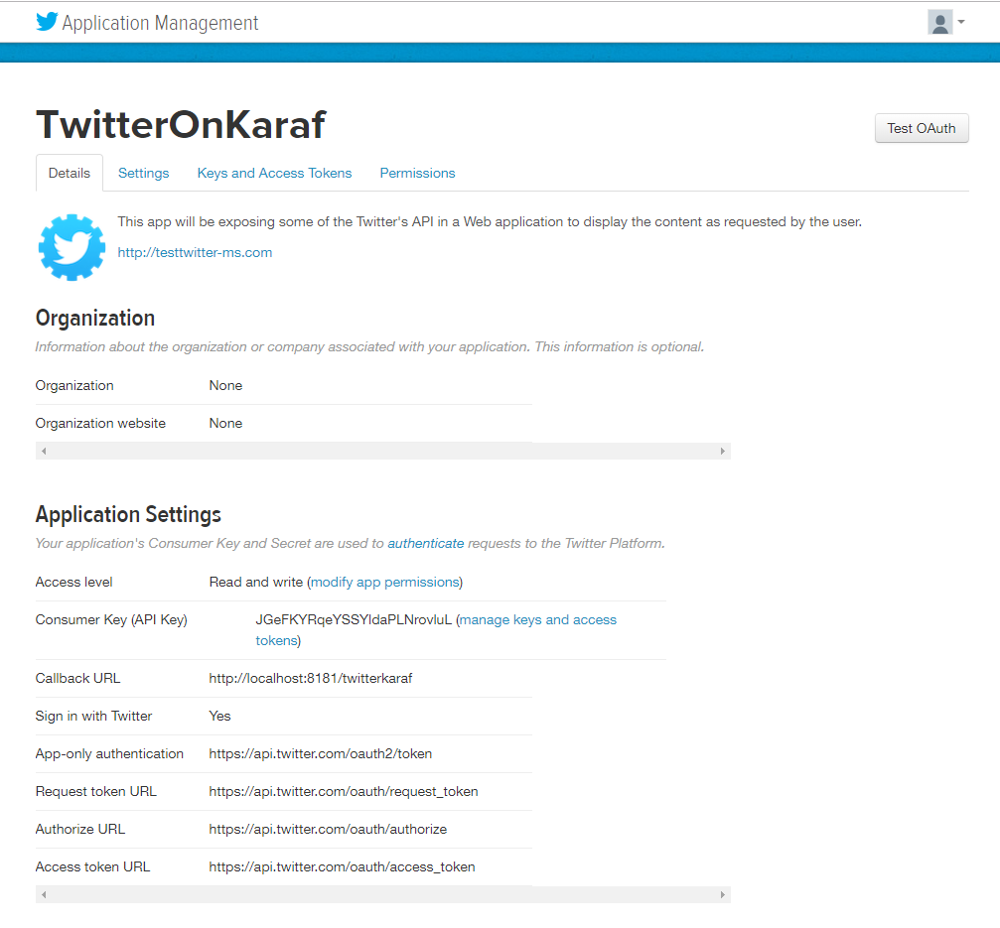 Application Management
TwitterOnKaraf
Test OAuth
Details Settings Keys and Access Tokens Permissions
This app will be exposing some of the Twitter's API in a Web application to display the content as requested by the user.
http://testtwitter-ms.com
Organization
Information about the organization or company associated with your application. This information is optional.
Organization None
Organization website None
Application Settings
Your application's Consumer Key and Secret are used to authenticate requests to the Twitter Platform.
Access level Read and write (modify app permissions)
Consumer Key (API Key) JGeFKYRqeYSSYldaPLNrovluL (manage keys and access
tokens)
Callback URL http://localhost:8181/twitterkaraf
Sign in with Twitter Yes
App-only authentication https://api.twitter.com/oauth2/token
Request token URL https://api.twitter.com/oauth/request_token
Authorize URL https://api.twitter.com/oauth/authorize
Access token URL https://api.twitter.com/oauth/access_token